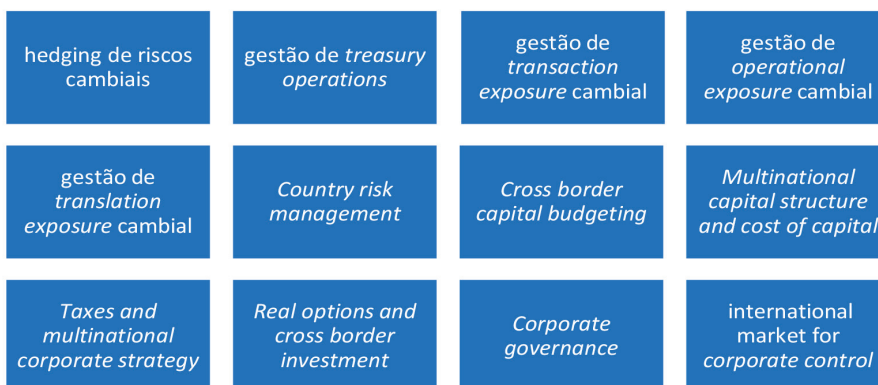 hedging de riscos
cambiais
gestão de treasury
operations
gestão de
transaction
exposure cambial
gestão de
operational
exposure cambial
gestão de
translation
exposure cambial
Country risk
management
Cross border
capital budgeting
Multinational
capital structure
and cost of capital
Taxes and
multinational
corporate strategy
Real options and
cross border
investment
Corporate
governance
international
market for
corporate control